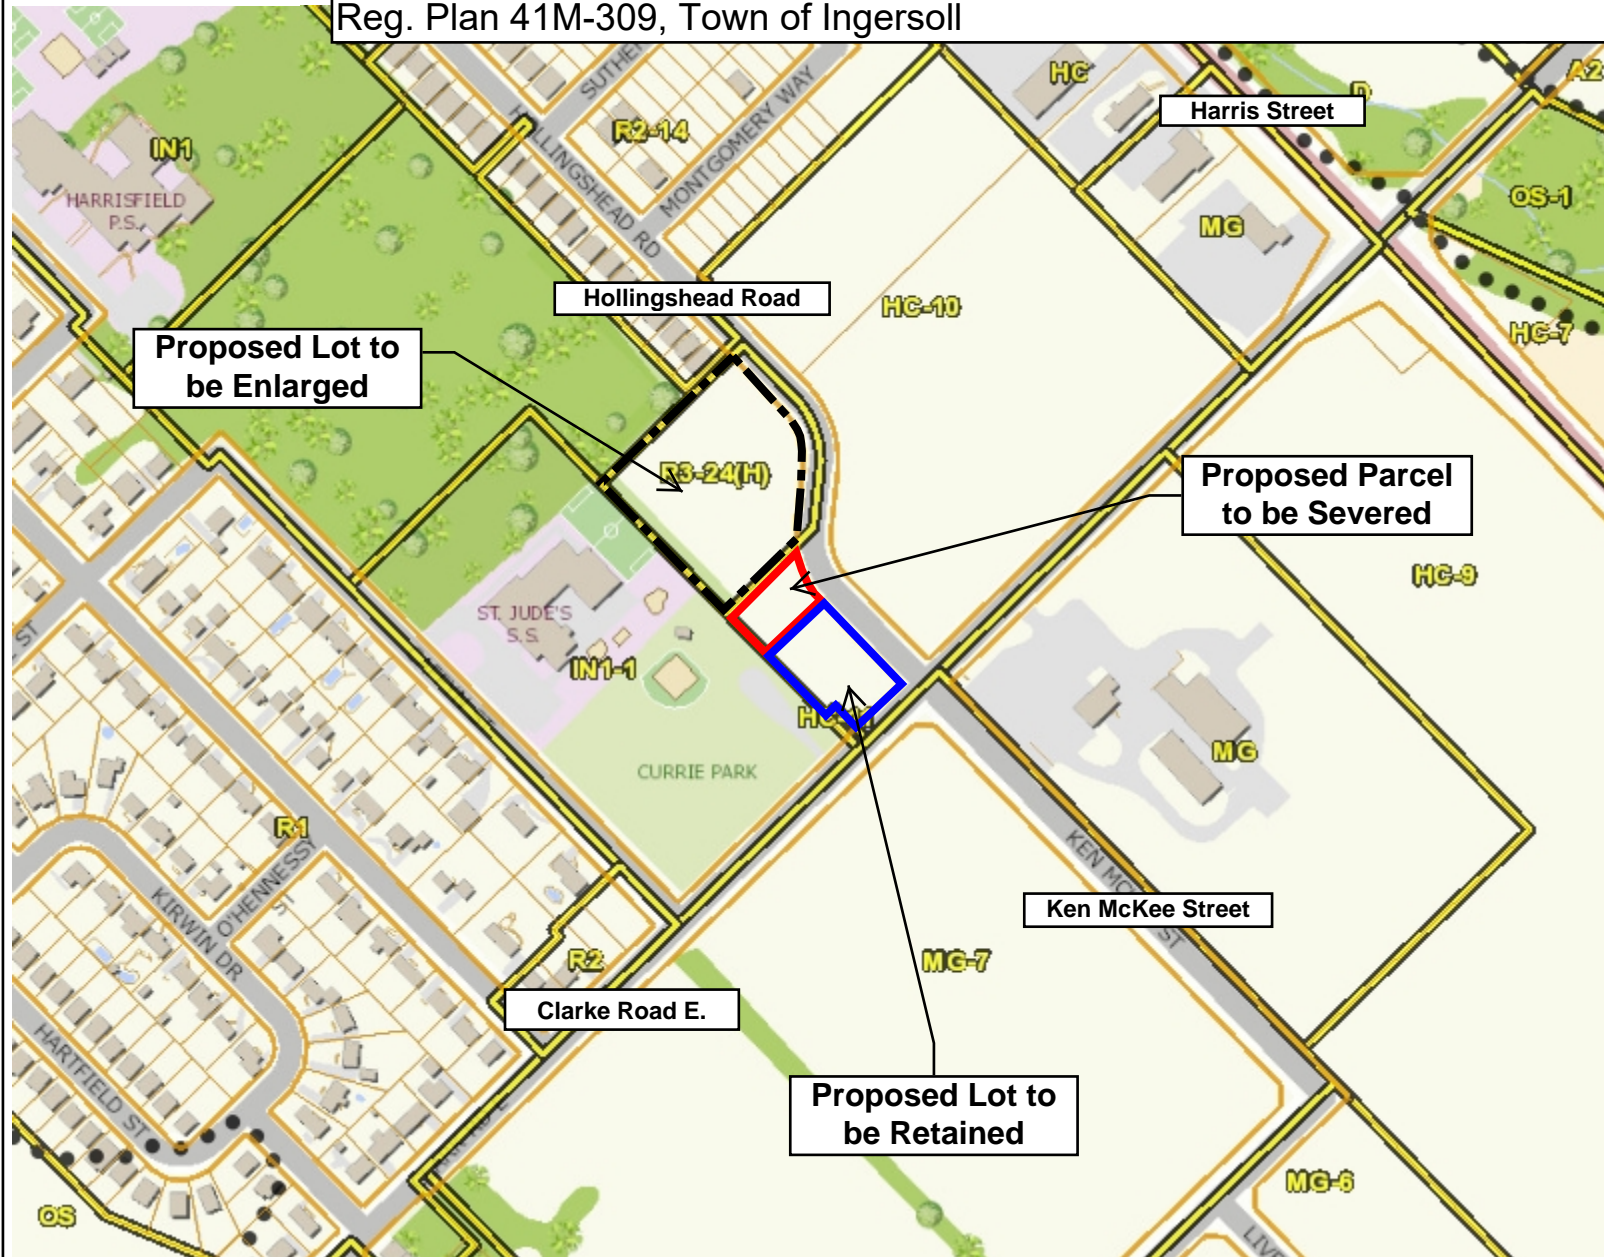 Reg. Plan 41M-309, Town of Ingersoll
HC
A2
D
Harris Street
R2-14
HOLLINGSHEAD RD
MONTGOMERY WAY
IN1
HARRISFIELD
P.S.
OS-1
MG
Hollingshead Road
HC-10
HC-7
Proposed Lot to
be Enlarged
R3-24(H)
Proposed Parcel
to be Severed
HC-9
ST. JUDE'S
S.S.
ST
IN1-1
CURRIE PARK
MG
R1
O'HENNESSY
KIRWIN DR
Ken McKee Street
ST
KEN
R2
MG-7
Clarke Road E.
HARTFIELD ST
Proposed Lot to
be Retained
MG-6
OS